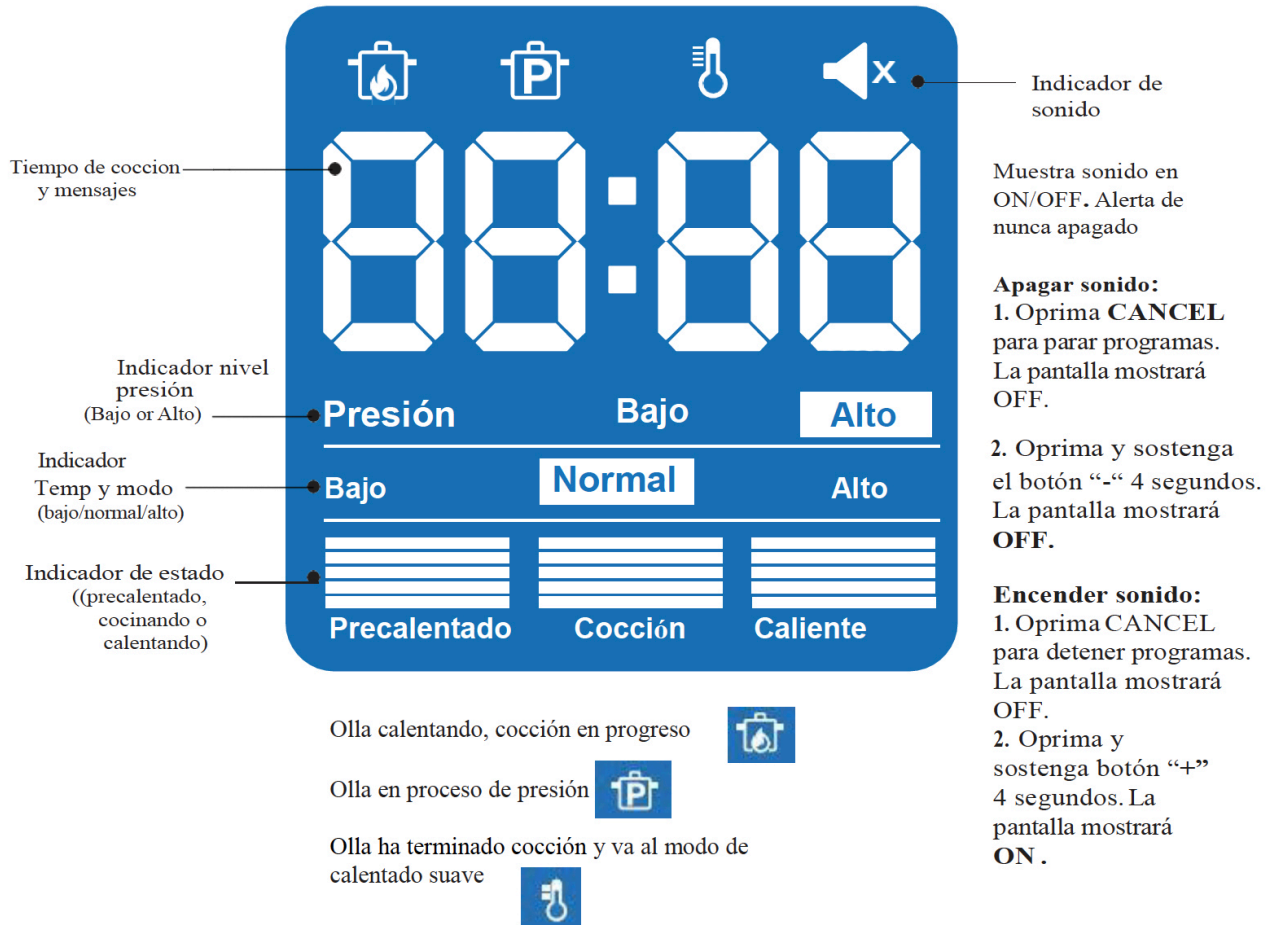 P
x
88:88
Tiempo de coccion
y mensajes
Indicador nivel
presión
(Bajo or Alto)
Presión Bajo Alto
Indicador
Temp y modo
(bajo/normal/alto)
Bajo Normal Alto
Indicador de estado
((precalentado,
cocinando o
calentando)
Precalentado Cocción Caliente
Olla calentando, cocción en progreso
Olla en proceso de presión P
Olla ha terminado cocción y va al modo de
calentado suave
Indicador de
sonido
Muestra sonido en
ON/OFF. Alerta de
nunca apagado
Apagar sonido:
1. Oprima CANCEL
para parar programas.
La pantalla mostrará
OFF.
2. Oprima y sostenga
el botón “-“ 4 segundos.
La pantalla mostrará
OFF.
Encender sonido:
1. Oprima CANCEL
para detener programas.
La pantalla mostrará
OFF.
2. Oprima y
sostenga botón “+”
4 segundos. La
pantalla mostrará
ON .